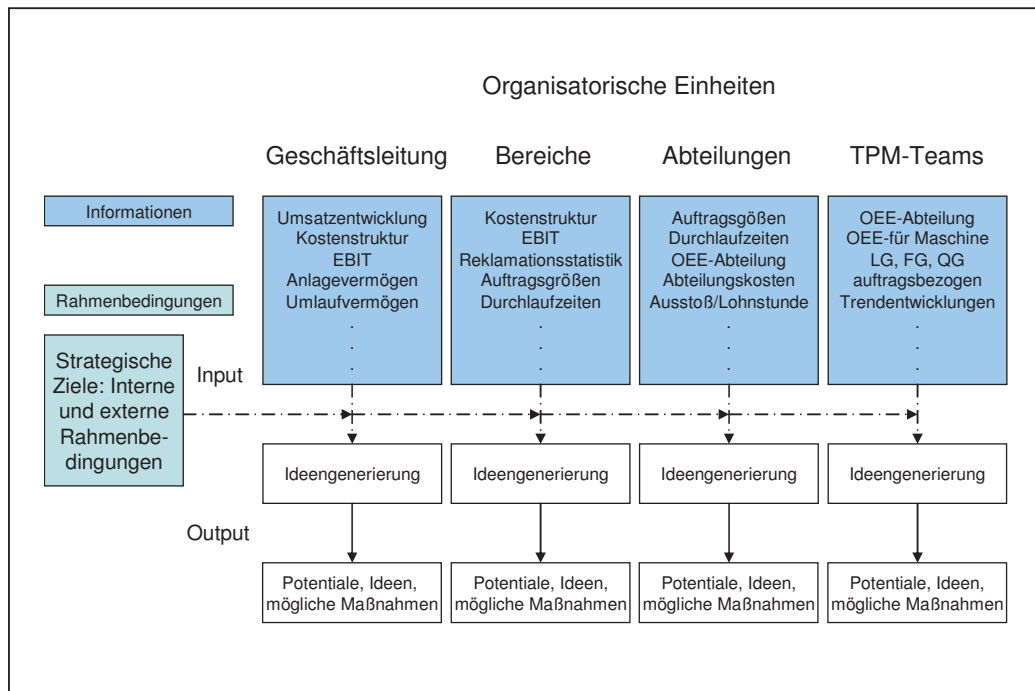 Organisatorische Einheiten
Geschäftsleitung
Bereiche
Abteilungen
TPM-Teams
Informationen
Rahmenbedingungen
Umsatzentwicklung
Kostenstruktur
EBIT
Anlagevermögen
Umlaufvermögen
.
.
.
.
Kostenstruktur
EBIT
Reklamationsstatistik
Auftragsgrößen
Durchlaufzeiten
.
.
.
.
Auftragsgößen
Durchlaufzeiten
OEE-Abteilung
Abteilungskosten
Ausstoß/Lohnstunde
.
.
.
.
OEE-Abteilung
OEE-für Maschine
LG, FG, QG
auftragsbezogen
Trendentwicklungen
.
.
.
.
Strategische
Ziele: Interne
und externe
Rahmenbe-
dingungen
Input
Ideengenerierung
Ideengenerierung
Ideengenerierung
Ideengenerierung
Output
Potentiale, Ideen,
mögliche Maßnahmen
Potentiale, Ideen,
mögliche Maßnahmen
Potentiale, Ideen,
mögliche Maßnahmen
Potentiale, Ideen,
mögliche Maßnahmen